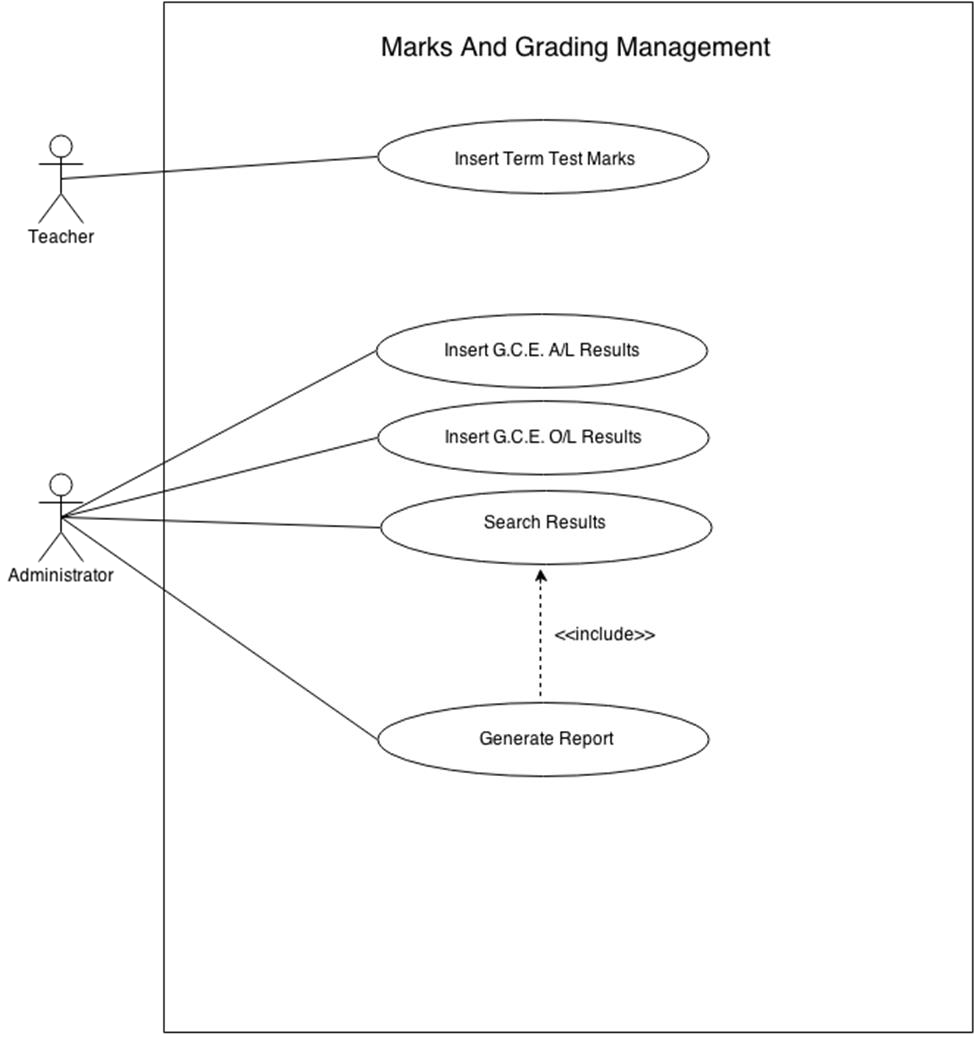 Marks And Grading Management
Insert Term Test Marks
Teacher
Insert G.C.E. A/L Results
Insert G.C.E. O/L Results
Search Results
Administrator
<<include>>
Generate Report